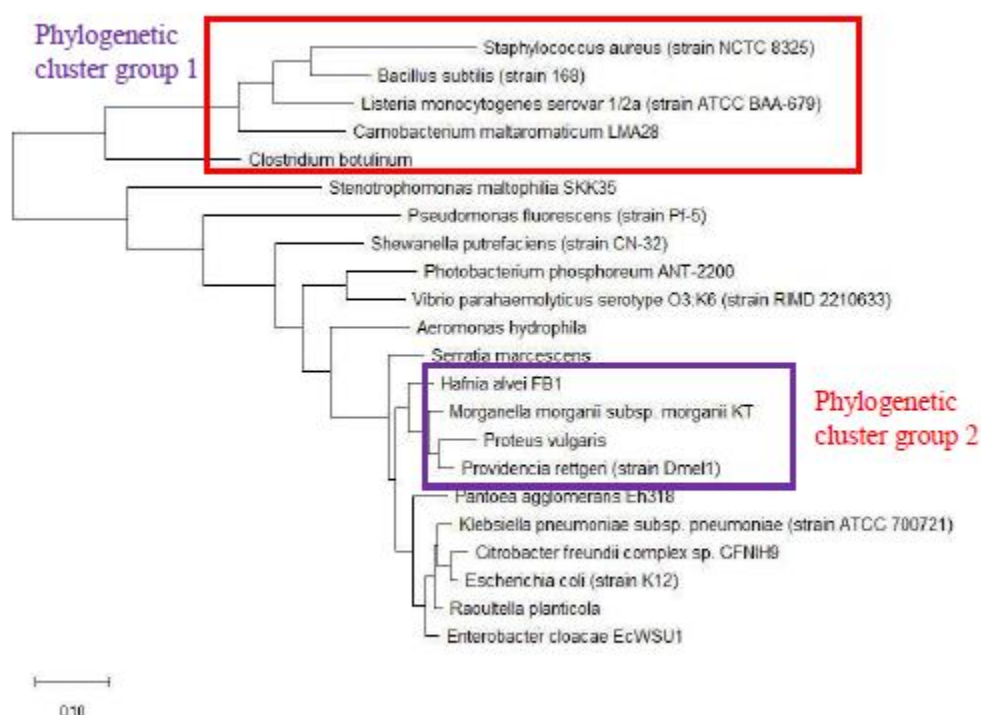 Phylogenetic
cluster group 1
Staphylococcus aureus (strain NCTC 8325)
Bacillus subtilis (strain 168)
Listeria monocytogenes serovar 1/2a (strain ATCC BAA-679)
Carnobacterium maltaromaticum LMA28
Clostridium botulinum
Stenotrophomonas maltophilia SKK35
Pseudomonas fluorescens (strain Pf-5)
Shewanella putrefaciens (strain CN-32)
Photobacterium phosphoreum ANT-2200
Vibrio parahaemolyticus serotype O3:K6 (strain RIMD 2210633)
Aeromonas hydrophila
Serratia marcescens
Hafnia alvei FB1
Morganella morganii subsp. morganii KT
Proteus vulgaris
Providencia rettgeri (strain Dmel1)
Phylogenetic
cluster group 2
Pantoea agglomerans Eh318
Klebsiella pneumoniae subsp. pneumoniae (strain ATCC 700721)
Citrobacter freundii complex sp. CFNIH9
Escherichia coli (strain K12)
Raoultella planticola
Enterobacter cloacae EcWSU1